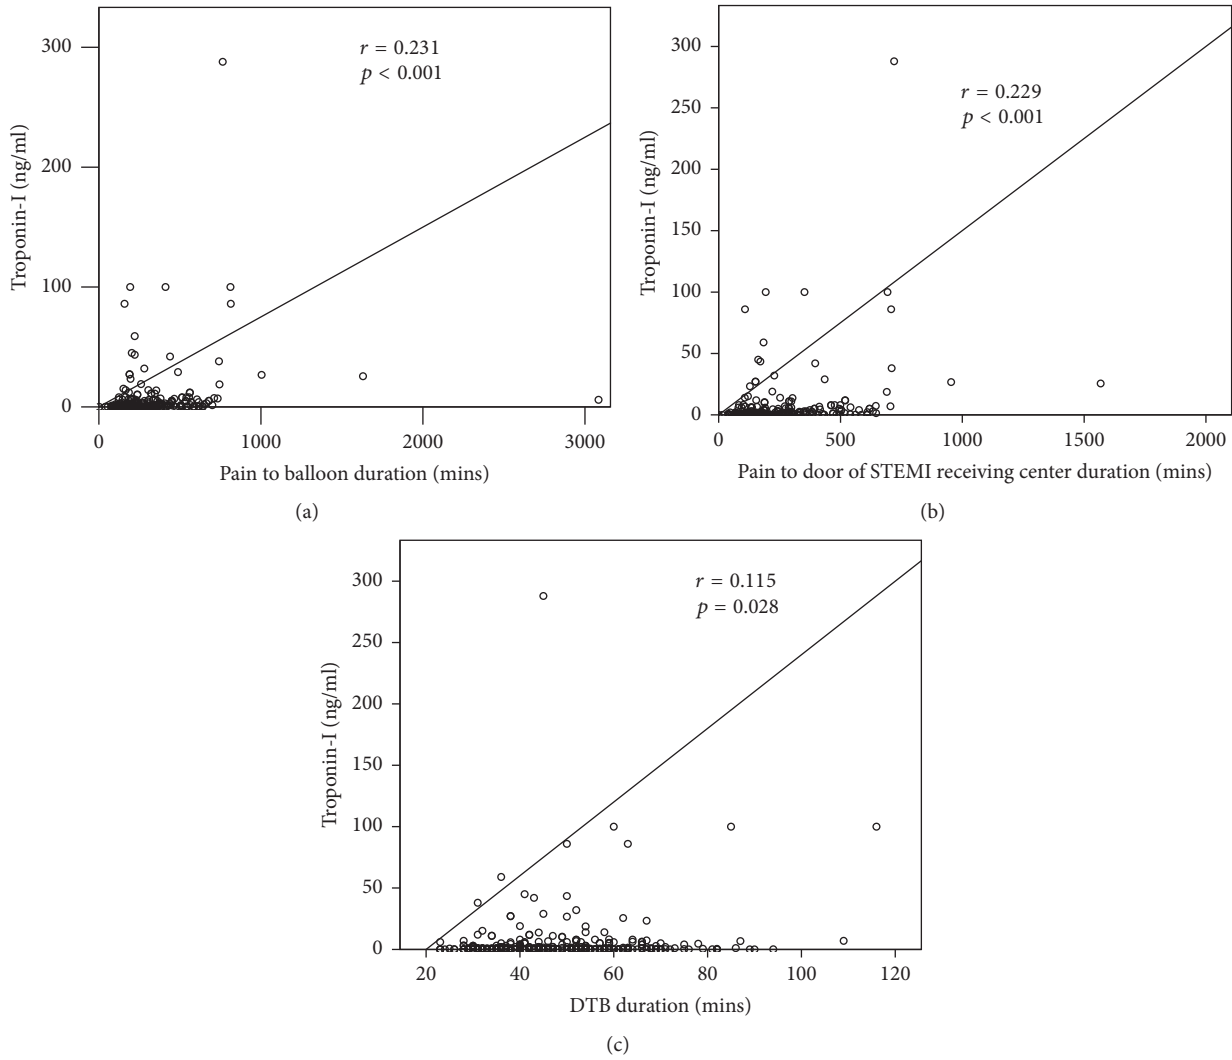 r = 0.231
p < 0.001
300
200
100
0
Troponin-I (ng/ml)
0 1000 2000 3000
Pain to balloon duration (mins)
(a)
r = 0.229
p < 0.001
300
250
200
150
100
50
0
Troponin-I (ng/ml)
0 500 1000 1500 2000
Pain to door of STEMI receiving center duration (mins)
(b)
r = 0.115
p = 0.028
300
250
200
150
100
50
0
Troponin-I (ng/ml)
20 40 60 80 100 120
DTB duration (mins)
(c)